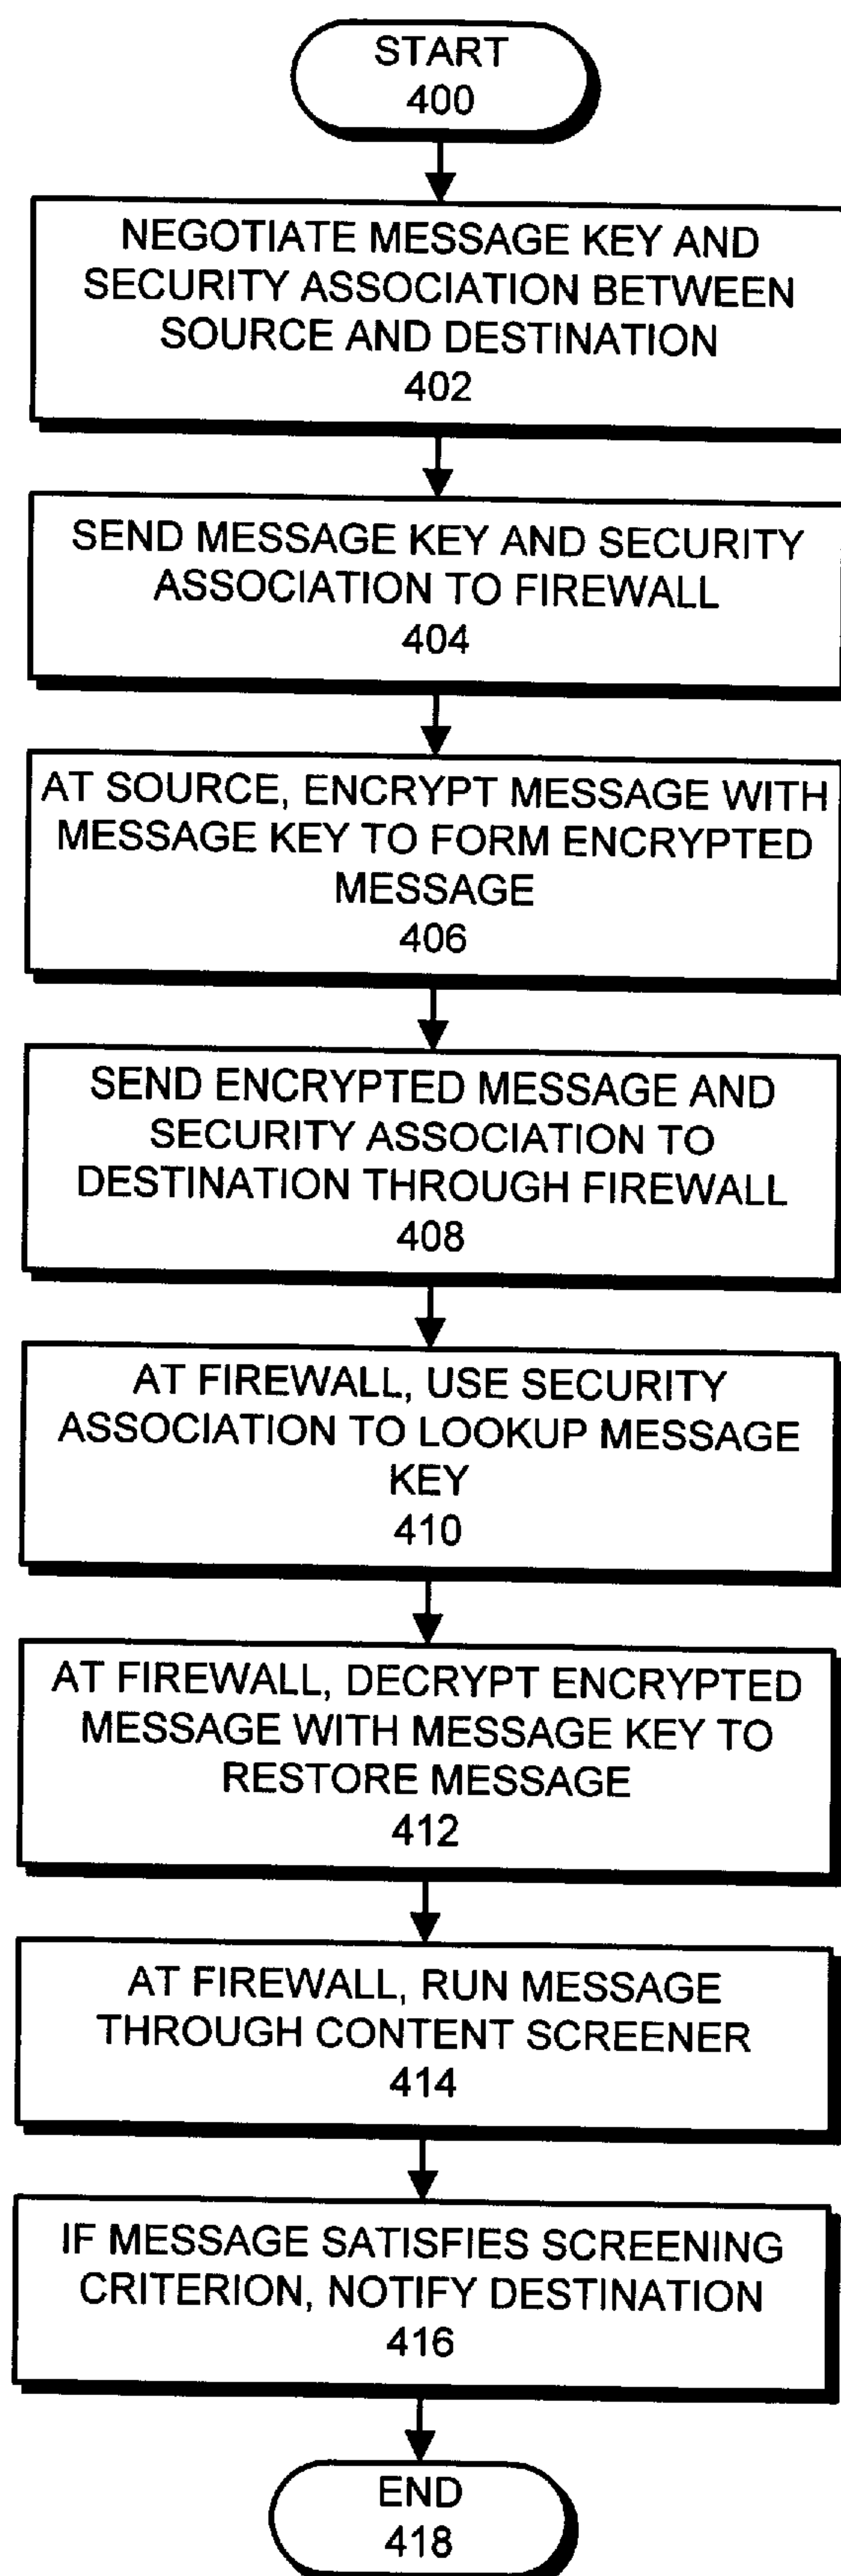 START
400
NEGOTIATE MESSAGE KEY AND
SECURITY ASSOCIATION BETWEEN
SOURCE AND DESTINATION
402
SEND MESSAGE KEY AND SECURITY
ASSOCIATION TO FIREWALL
404
AT SOURCE, ENCRYPT MESSAGE WITH
MESSAGE KEY TO FORM ENCRYPTED
MESSAGE
406
SEND ENCRYPTED MESSAGE AND
SECURITY ASSOCIATION TO
DESTINATION THROUGH FIREWALL
408
AT FIREWALL, USE SECURITY
ASSOCIATION TO LOOKUP MESSAGE
KEY
410
AT FIREWALL, DECRYPT ENCRYPTED
MESSAGE WITH MESSAGE KEY TO
RESTORE MESSAGE
412
AT FIREWALL, RUN MESSAGE
THROUGH CONTENT SCREENER
414
IF MESSAGE SATISFIES SCREENING
CRITERION, NOTIFY DESTINATION
416
END
418